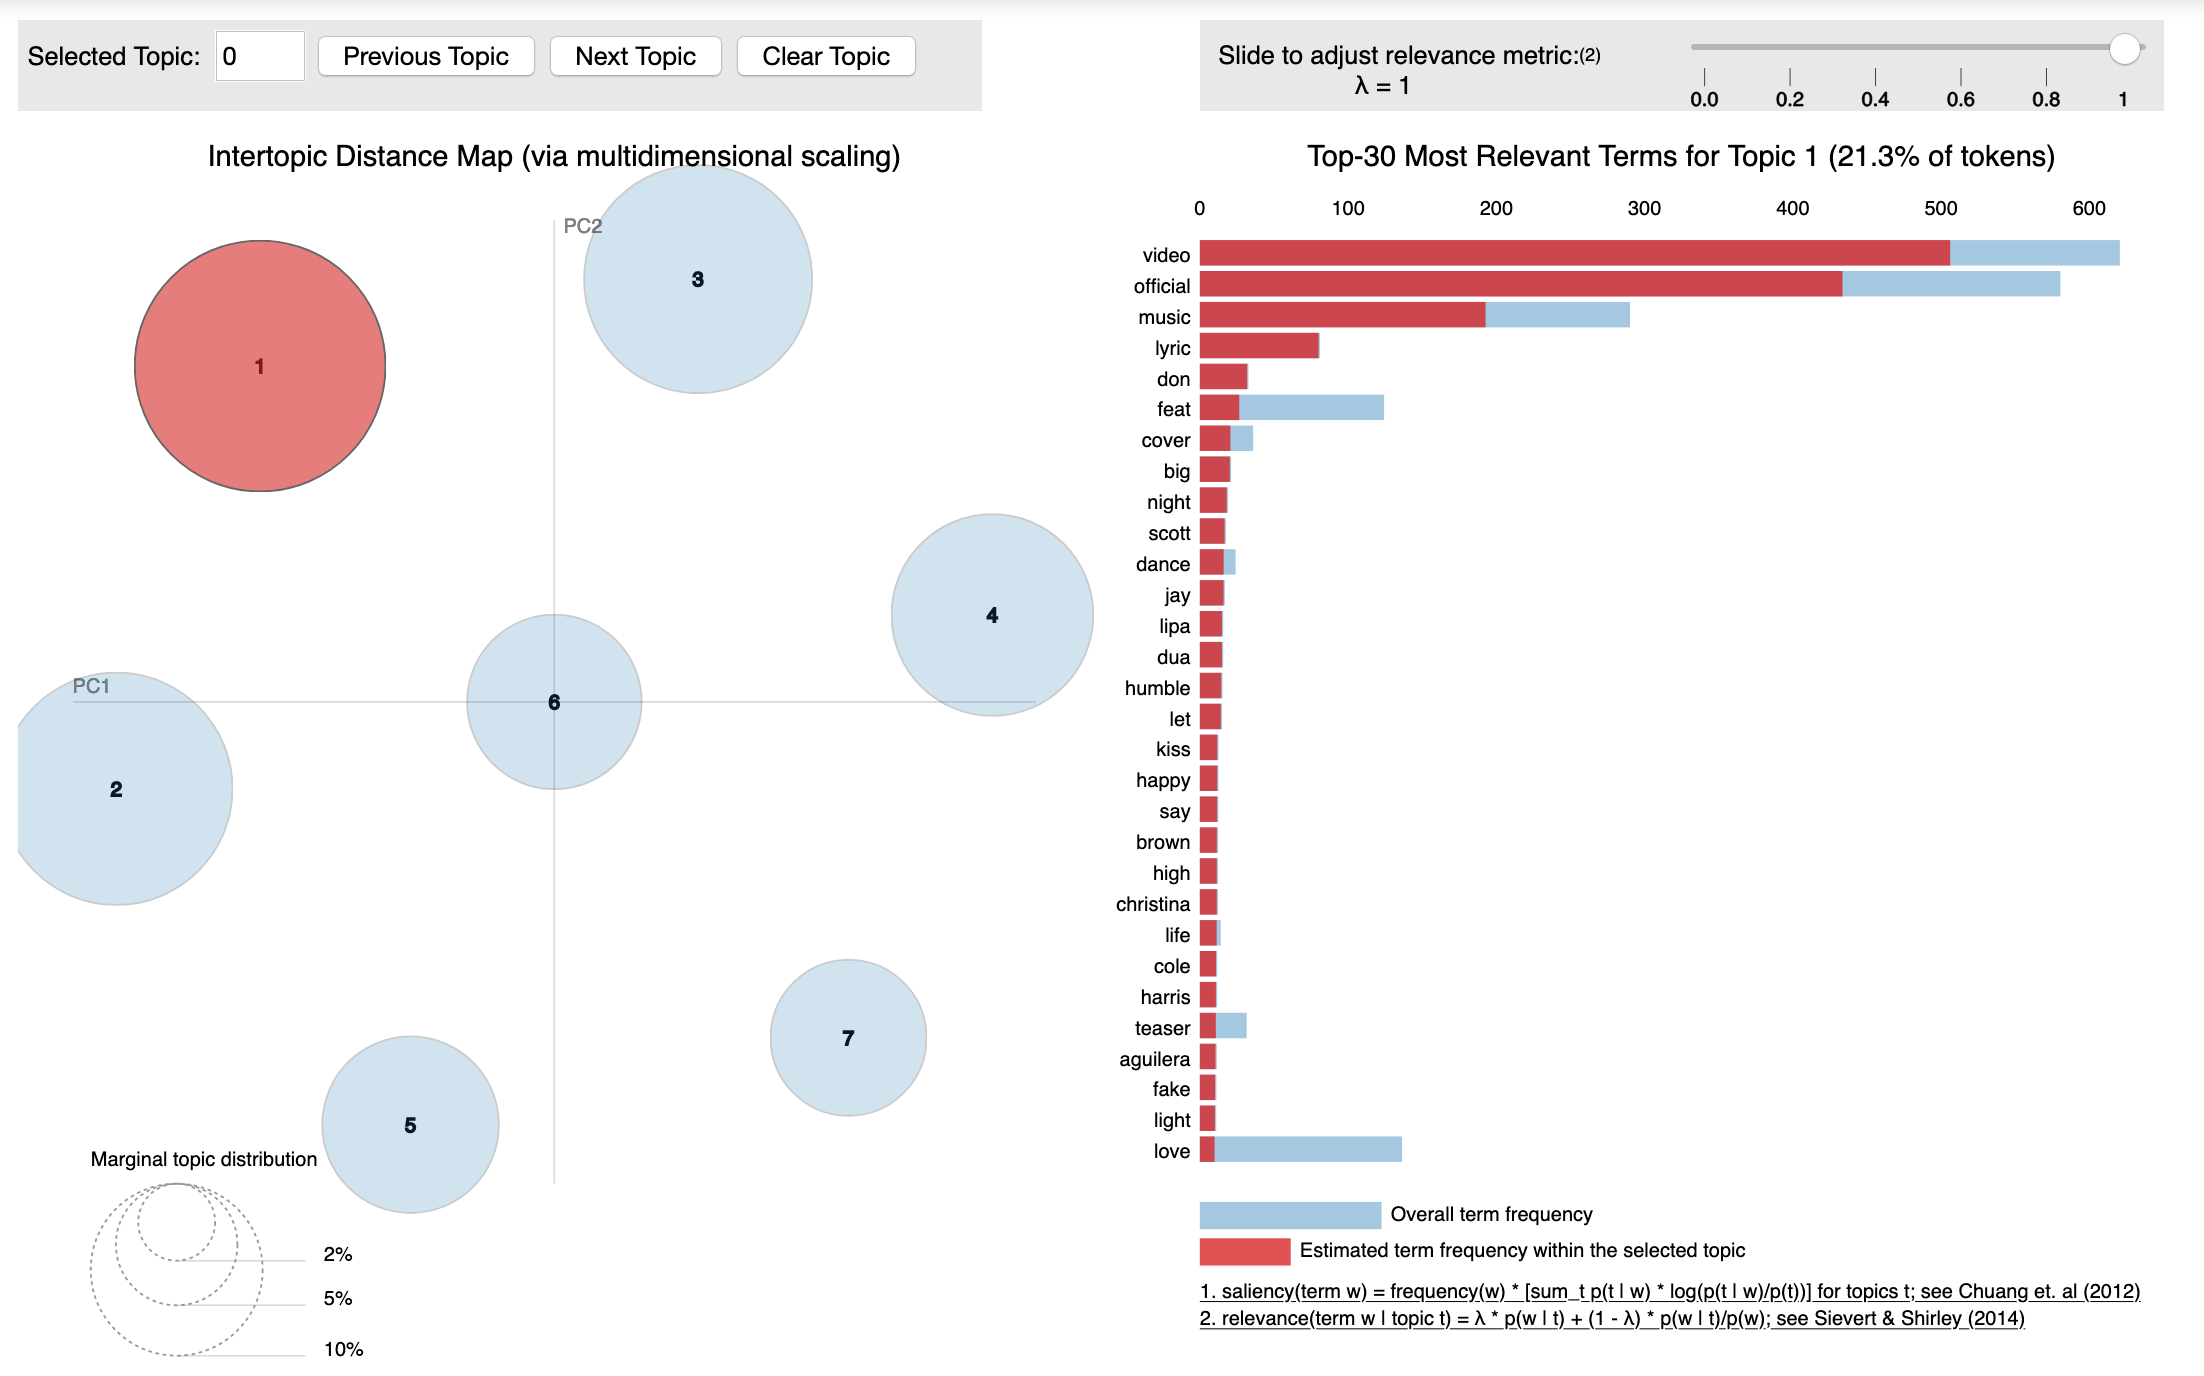 Selected Topic: 0 Previous Topic Next Topic Clear Topic
Slide to adjust relevance metric:(2)
λ = 1
0.0 0.2 0.4 0.6 0.8 1
Intertopic Distance Map (via multidimensional scaling)
PC2
3
1
4
PC1
6
2
7
5
Marginal topic distribution
2%
5%
10%
Top-30 Most Relevant Terms for Topic 1 (21.3% of tokens)
0 100 200 300 400 500 600
video
official
music
lyric
don
feat
cover
big
night
scott
dance
jay
lipa
dua
humble
let
kiss
happy
say
brown
high
christina
life
cole
harris
teaser
aguilera
fake
light
love
Overall term frequency
Estimated term frequency within the selected topic
1. saliency(term w) = frequency(w) * [sum_t p(t | w) * log(p(t | w)/p(t))] for topics t; see Chuang et. al (2012)
2. relevance(term w | topic t) = λ * p(w | t) + (1 - λ) * p(w | t)/p(w); see Sievert & Shirley (2014)